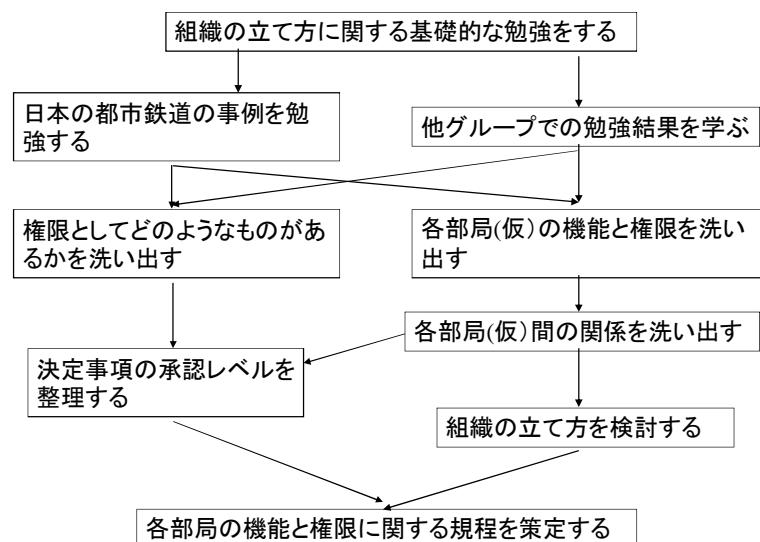 組織の立て方に関する基礎的な勉強をする
日本の都市鉄道の事例を勉
強する
他グループでの勉強結果を学ぶ
権限としてどのようなものがあ
るかを洗い出す
各部局(仮)の機能と権限を洗い
出す
各部局(仮)間の関係を洗い出す
決定事項の承認レベルを
整理する
組織の立て方を検討する
各部局の機能と権限に関する規程を策定する